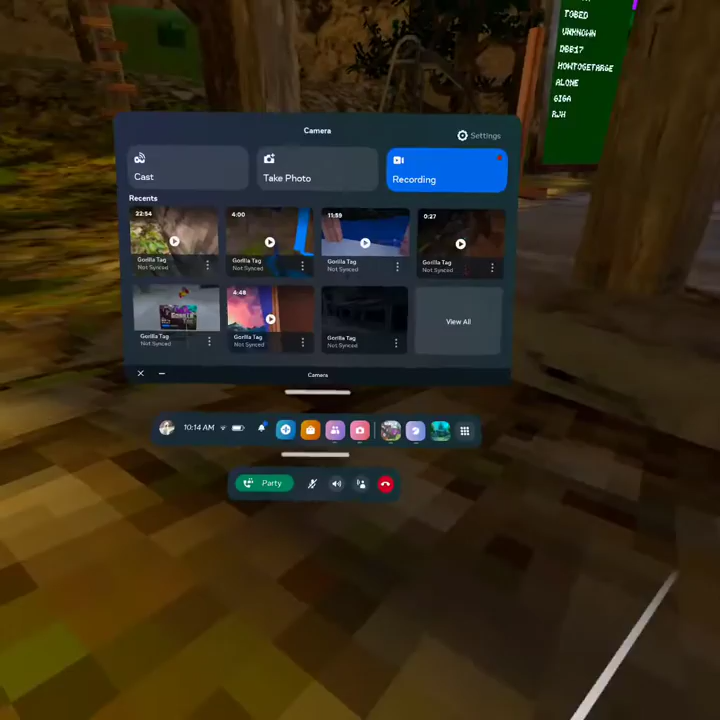 TOBED
UNMNOWN
DBB17
HOWTOGETARGE
ALONE
GIGA
RJH
Camera
Settings
Cast
Take Photo
Recording
Recents
22:54
4:00
11:59
0:27
Gorilla Tag
Not Synced
Gorilla Tag
Not Synced
Gorilla Tag
Not Synced
Gorilla Tag
Not Synced
4:48
GORILLA
Gorilla Tag
Not Synced
Gorilla Tag
Not Synced
Gorilla Tag
Not Synced
View All
Camera
10:14 AM
Party